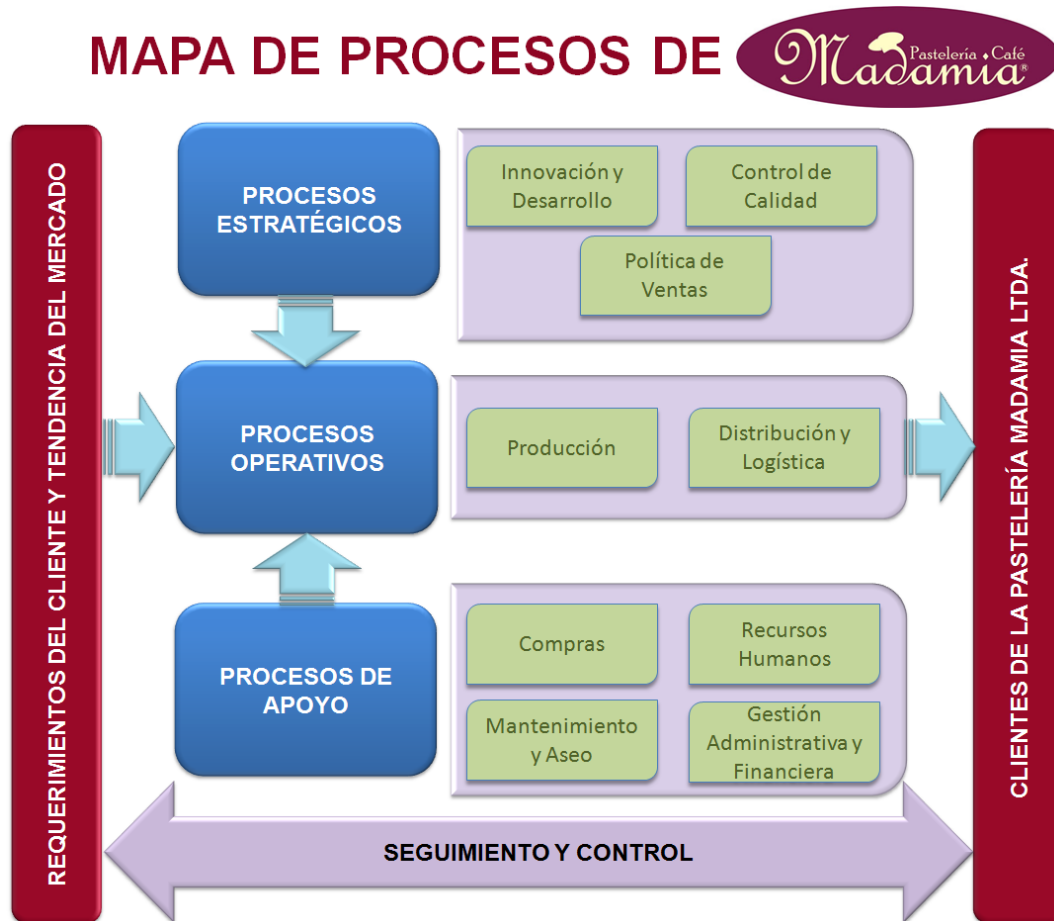 MAPA DE PROCESOS DE
Pastelería • Café
Madamia®
REQUERIMIENTOS DEL CLIENTE Y TENDENCIA DEL MERCADO
PROCESOS
ESTRATÉGICOS
Innovación y
Desarrollo
Control de
Calidad
Política de
Ventas
PROCESOS
OPERATIVOS
Producción
Distribución y
Logística
PROCESOS DE
APOYO
Compras
Recursos
Humanos
Mantenimiento
y Aseo
Gestión
Administrativa y
Financiera
SEGUIMIENTO Y CONTROL
CLIENTES DE LA PASTELERÍA MADAMIA LTDA.